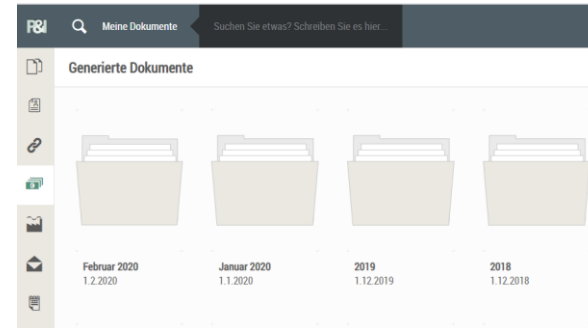 P&I
Meine Dokumente
Suchen Sie etwas? Schreiben Sie es hier...
Generierte Dokumente
Februar 2020
1.2.2020
Januar 2020
1.1.2020
2019
1.12.2019
2018
1.12.2018